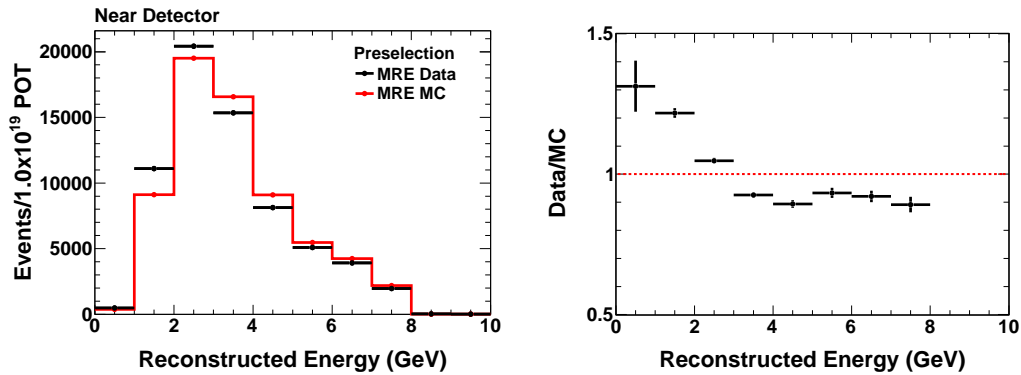 Near Detector
Events/1.0x10¹⁹ POT
20000
15000
10000
5000
0
Preselection
MRE Data
MRE MC
0 2 4 6 8 10
Reconstructed Energy (GeV)
Data/MC
1.5
1
0.5
0 2 4 6 8 10
Reconstructed Energy (GeV)